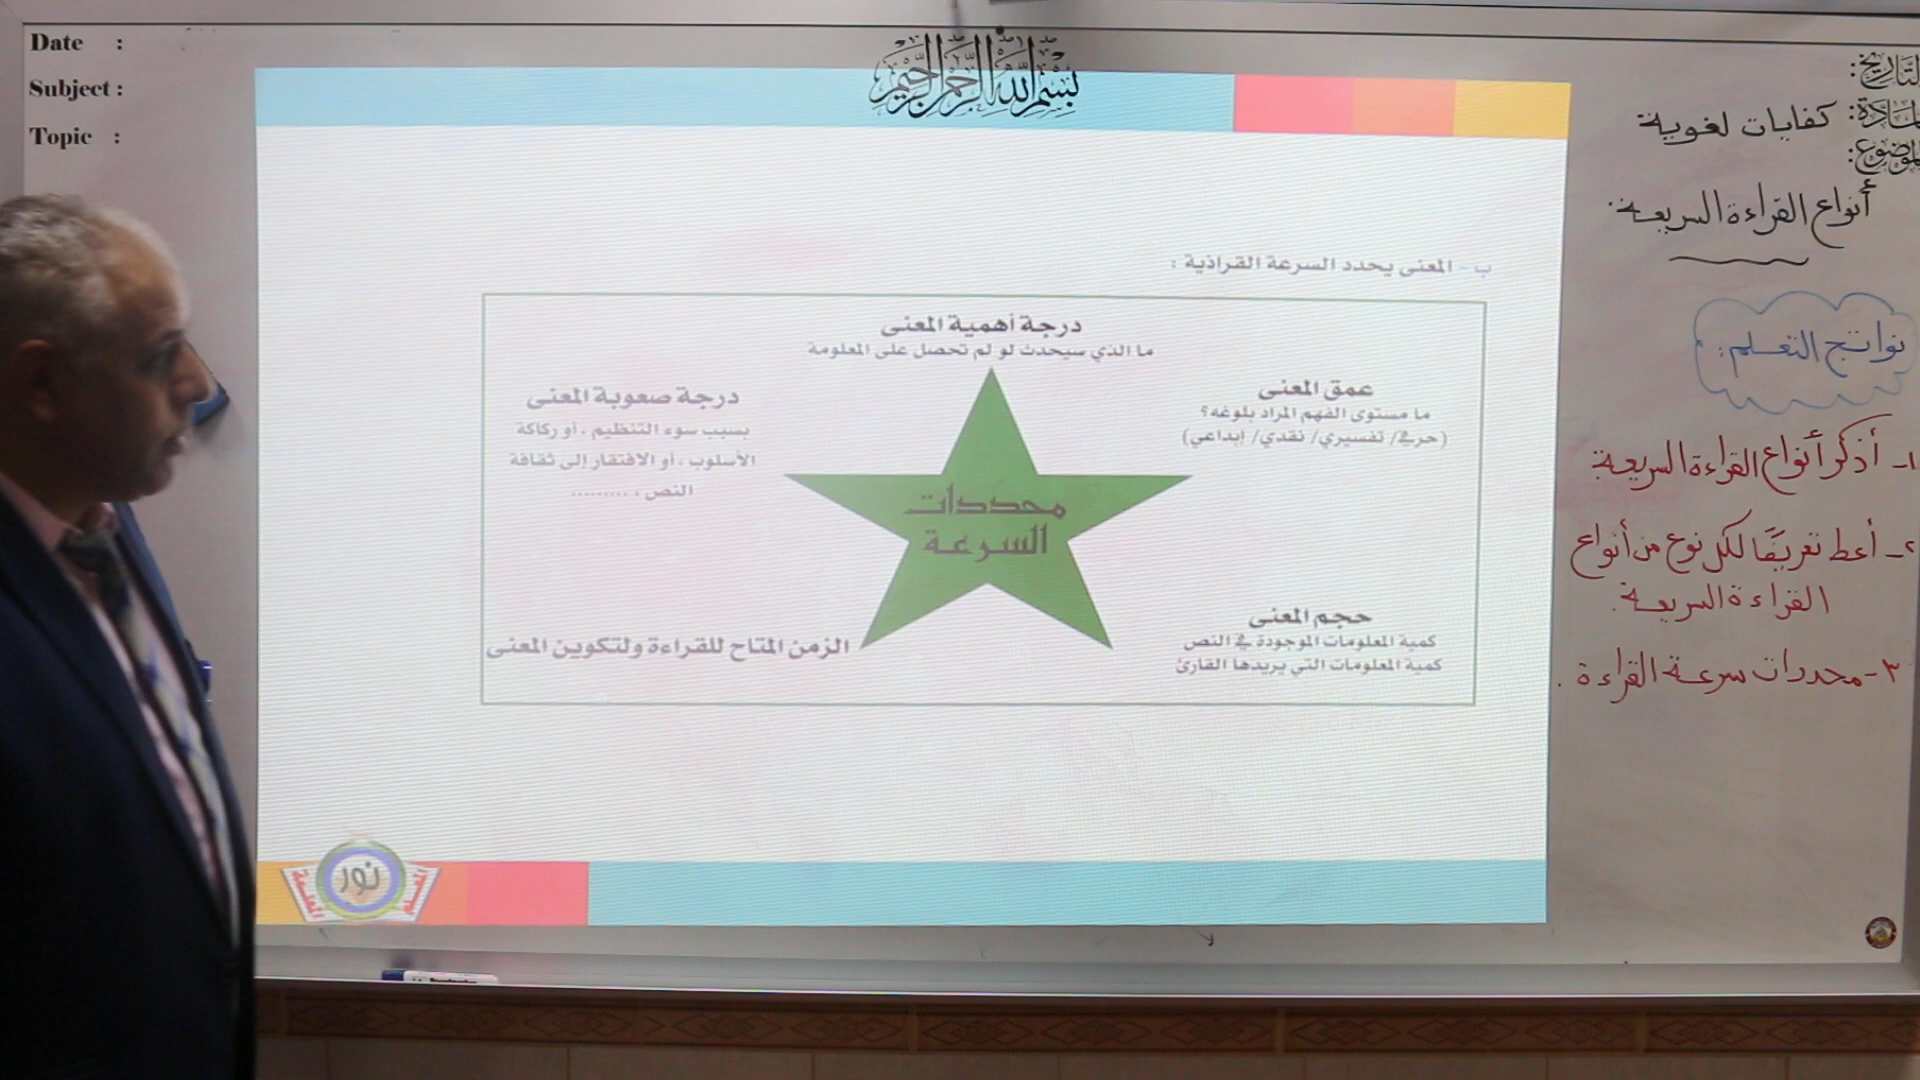 Date :
Subject :
Topic :
بسم الله الرحمن الرحيم
التاريخ:
المادة: كفايات لغوية
الموضوع:
أنواع القراءة السريعة.
نواتج التعلم:
١- أذكر أنواع القراءة السريعة
٢- أعط تعريفًا لكل نوع من أنواع
القراءة السريعة.
٣- محددات سرعة القراءة.
ب - المعنى يحدد السرعة القرائية :
درجة أهمية المعنى
ما الذي سيحدث لو لم تحصل على المعلومة
عمق المعنى
ما مستوى الفهم المراد بلوغه؟
(حرفي/ تفسيري/ نقدي/ إبداعي)
درجة صعوبة المعنى
بسبب سوء التنظيم ، أو ركاكة
الأسلوب ، أو الافتقار إلى ثقافة
النص ، .........
محددات
السرعة
حجم المعنى
كمية المعلومات الموجودة في النص
كمية المعلومات التي يريدها القارئ
الزمن المتاح للقراءة ولتكوين المعنى
المعلمة
نور
المعلم